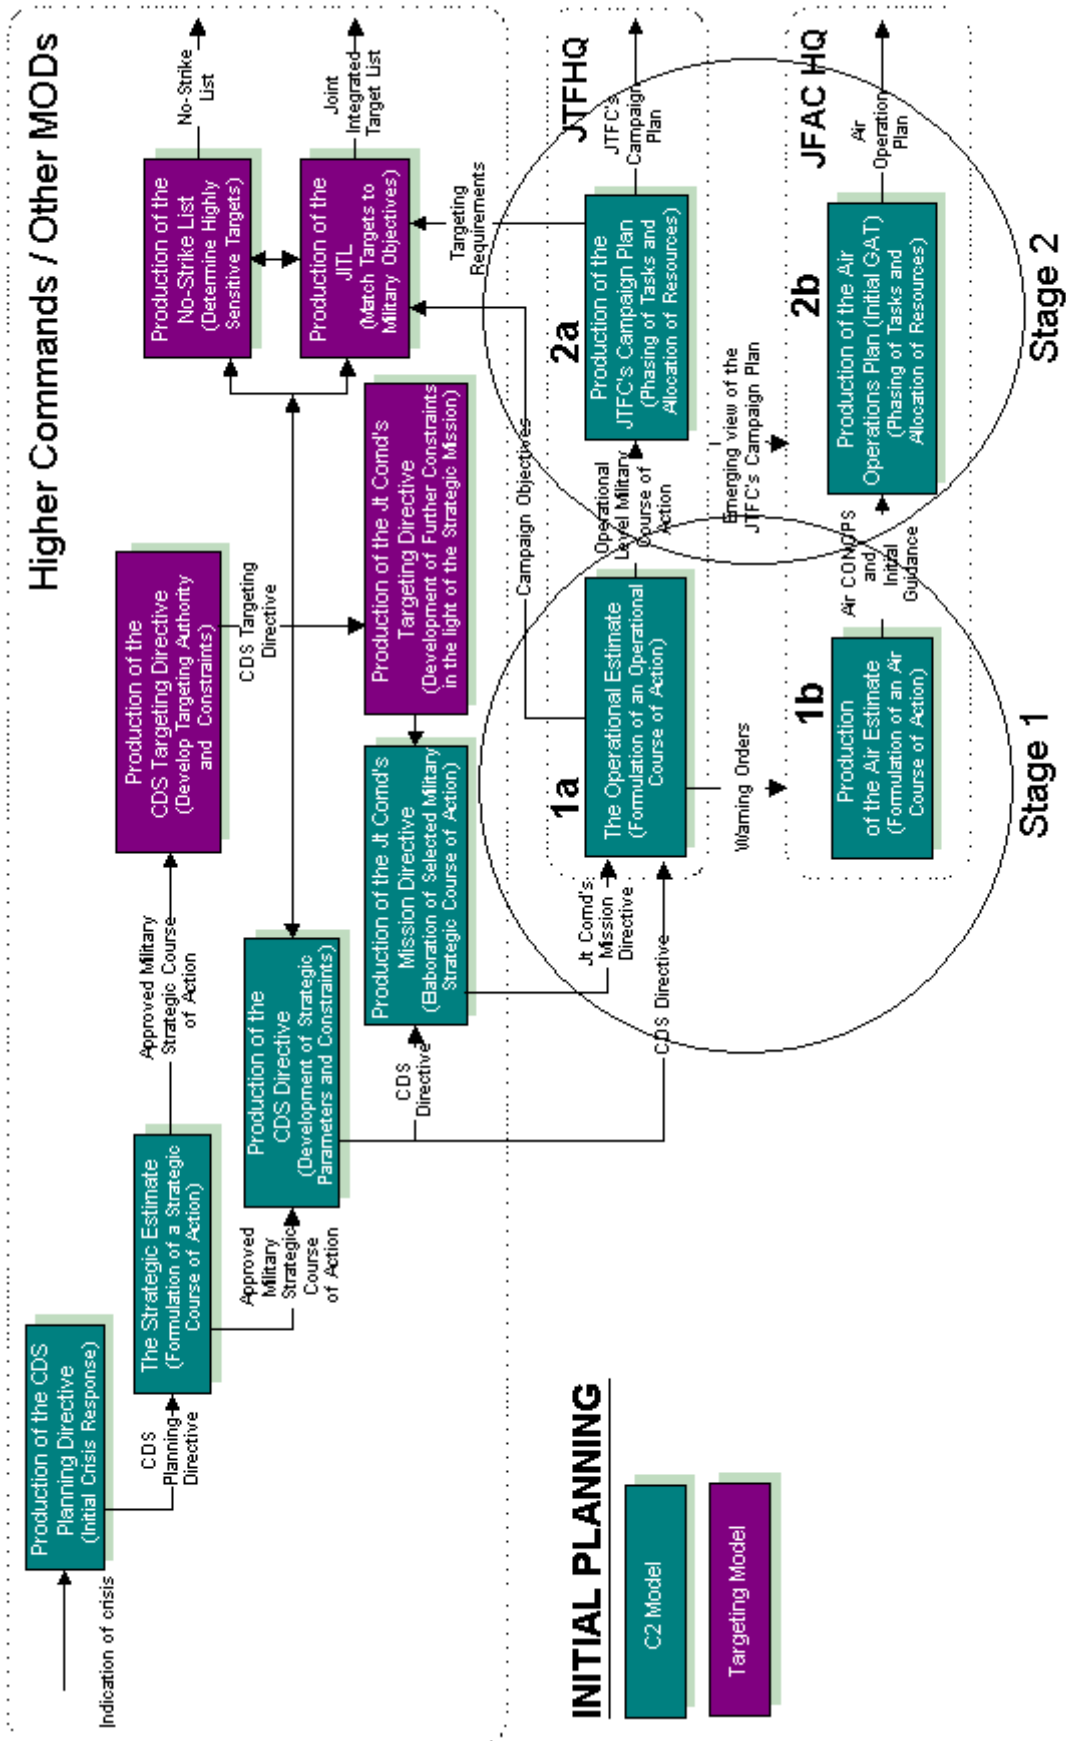 Higher Commands / Other MODs
Indication of crisis
Production of the CDS
Planning Directive
(Initial Crisis Response)
CDS
Planning
Directive
The Strategic Estimate
(Formulation of a Strategic
Course of Action)
Approved Military
Strategic Course
of Action
Production of the
CDS Targeting Directive
(Develop Targeting Authority
and Constraints)
CDS Targeting
Directive
Production of the
No-Strike List
(Determine Highly
Sensitive Targets)
No-Strike
List
Approved
Military
Strategic
Course
of Action
Production of the
CDS Directive
(Development of Strategic
Parameters and Constraints)
Production of the
JITL
(Match Targets to
Military Objectives)
Joint
Integrated
Target List
CDS
Directive
Production of the Jt Comd's
Mission Directive
(Elaboration of Selected Military
Strategic Course of Action)
Production of the Jt Comd's
Targeting Directive
(Development of Further Constraints
in the light of the Strategic Mission)
Targeting
Requirements
Campaign Objectives
JTFHQ
Jt Comd's
Mission
Directive
CDS Directive
1a
The Operational Estimate
(Formulation of an Operational
Course of Action)
Operational
Level Military
Course of
Action
2a
Production of the
JTFC's Campaign Plan
(Phasing of Tasks and
Allocation of Resources)
JTFC's
Campaign
Plan
Warning Orders
Emerging view of the
JTFC's Campaign Plan
JFAC HQ
1b
Production
of the Air Estimate
(Formulation of an Air
Course of Action)
Air CONOPS
and
Initial
Guidance
2b
Production of the Air
Operations Plan (Initial GAT)
(Phasing of Tasks and
Allocation of Resources)
Air
Operation
Plan
Stage 1
Stage 2
INITIAL PLANNING
C2 Model
Targeting Model